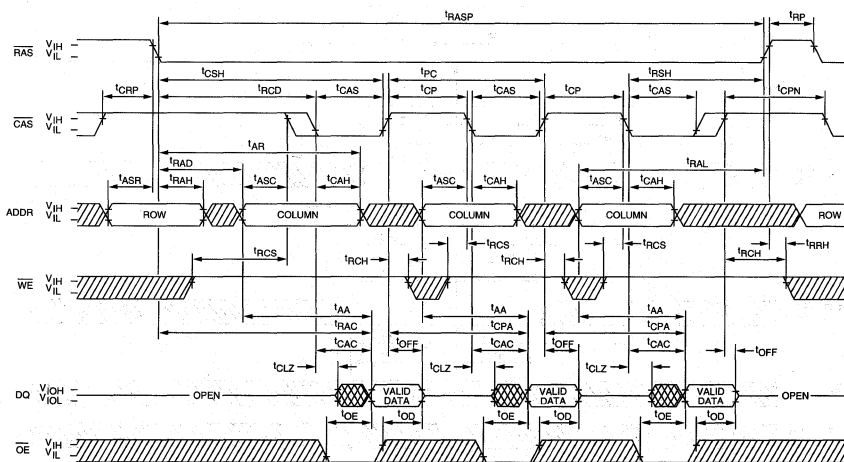 tRASP tRP
RAS VIH
VIL
tCSH tPC tRSH
tCRP tRCD tCAS tCP tCAS tCP tCAS tCPN
CAS VIH
VIL
tAR
tRAD tRAL
tASR tRAH tASC tCAH tASC tCAH tASC tCAH
ADDR VIH
VIL
ROW COLUMN COLUMN COLUMN ROW
tRCS tRCH tRCS tRCH tRCS tRCH tRRH
WE VIH
VIL
tAA tAA tAA
tRAC tCPA tCPA
tCAC tOFF tCAC tOFF tCAC tOFF
tCLZ tCLZ tCLZ
DQ VIOH
VIOL
OPEN VALID DATA VALID DATA VALID DATA OPEN
tOE tOD tOE tOD tOE tOD
OE VIH
VIL